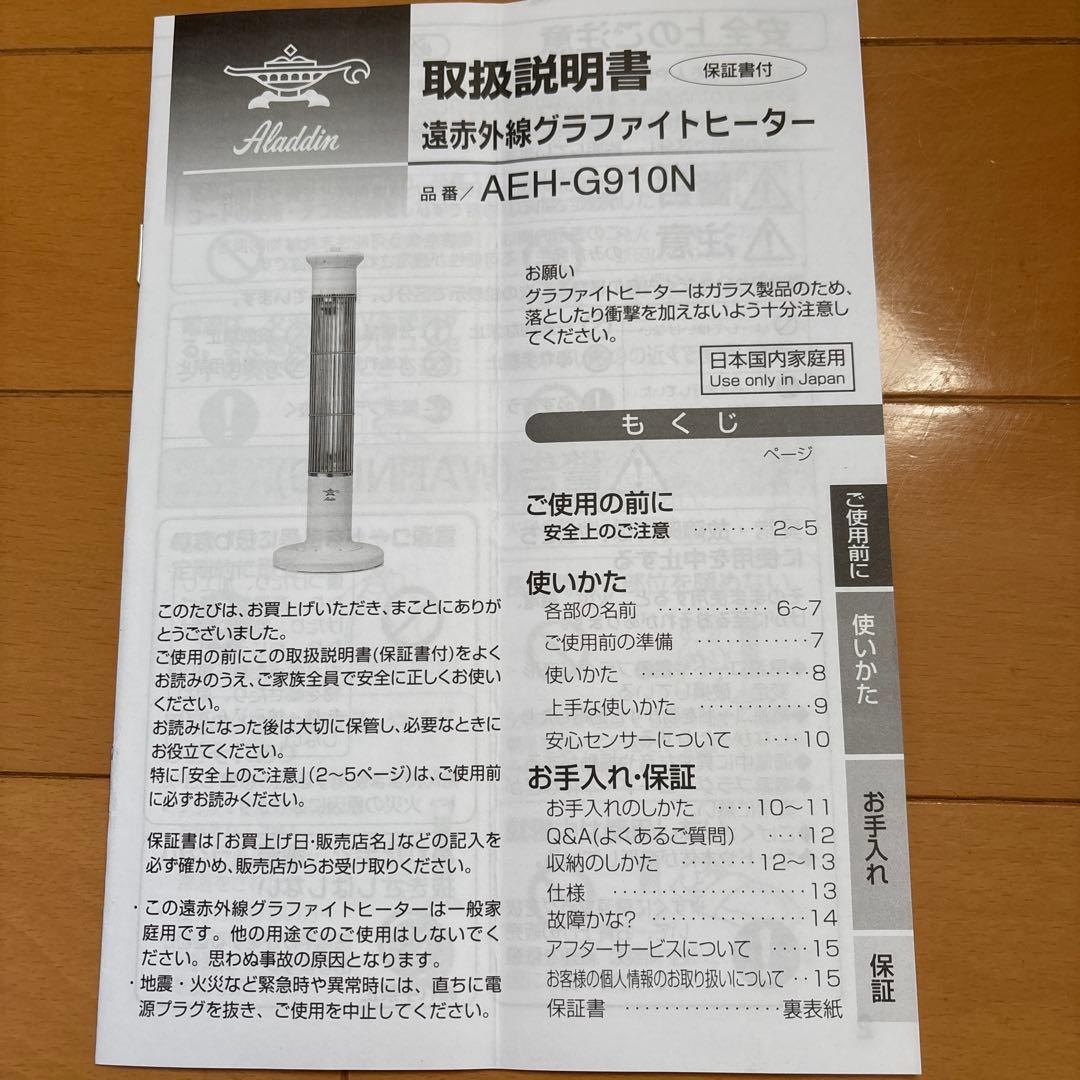 Aladdin
取扱説明書
保証書付
遠赤外線グラファイトヒーター
品番/AEH-G910N
お願い
グラファイトヒーターはガラス製品のため、
落としたり衝撃を加えないよう十分注意し
てください。
日本国内家庭用
Use only in Japan
もくじ
ページ
ご使用の前に
安全上のご注意 ········ 2〜5
使いかた
各部の名前 ············ 6〜7
ご使用前の準備 ············7
使いかた ··················8
上手な使いかた ············9
安心センサーについて ····10
お手入れ・保証
お手入れのしかた ····10〜11
Q&A(よくあるご質問) ····12
収納のしかた ········12〜13
仕様 ····················13
故障かな? ················14
アフターサービスについて ····15
お客様の個人情報のお取り扱いについて ··15
保証書 ················裏表紙
ご使用前に
使いかた
お手入れ
保証
このたびは、お買上げいただき、まことにありが
とうございました。
ご使用の前にこの取扱説明書(保証書付)をよく
お読みのうえ、ご家族全員で安全に正しくお使い
ください。
お読みになった後は大切に保管し、必要なときに
お役立てください。
特に「安全上のご注意」(2〜5ページ)は、ご使用前
に必ずお読みください。
保証書は「お買上げ日・販売店名」などの記入を
必ず確かめ、販売店からお受け取りください。
・この遠赤外線グラファイトヒーターは一般家
庭用です。他の用途でのご使用はしないでく
ださい。思わぬ事故の原因となります。
・地震・火災など緊急時や異常時には、直ちに電
源プラグを抜き、ご使用を中止してください。